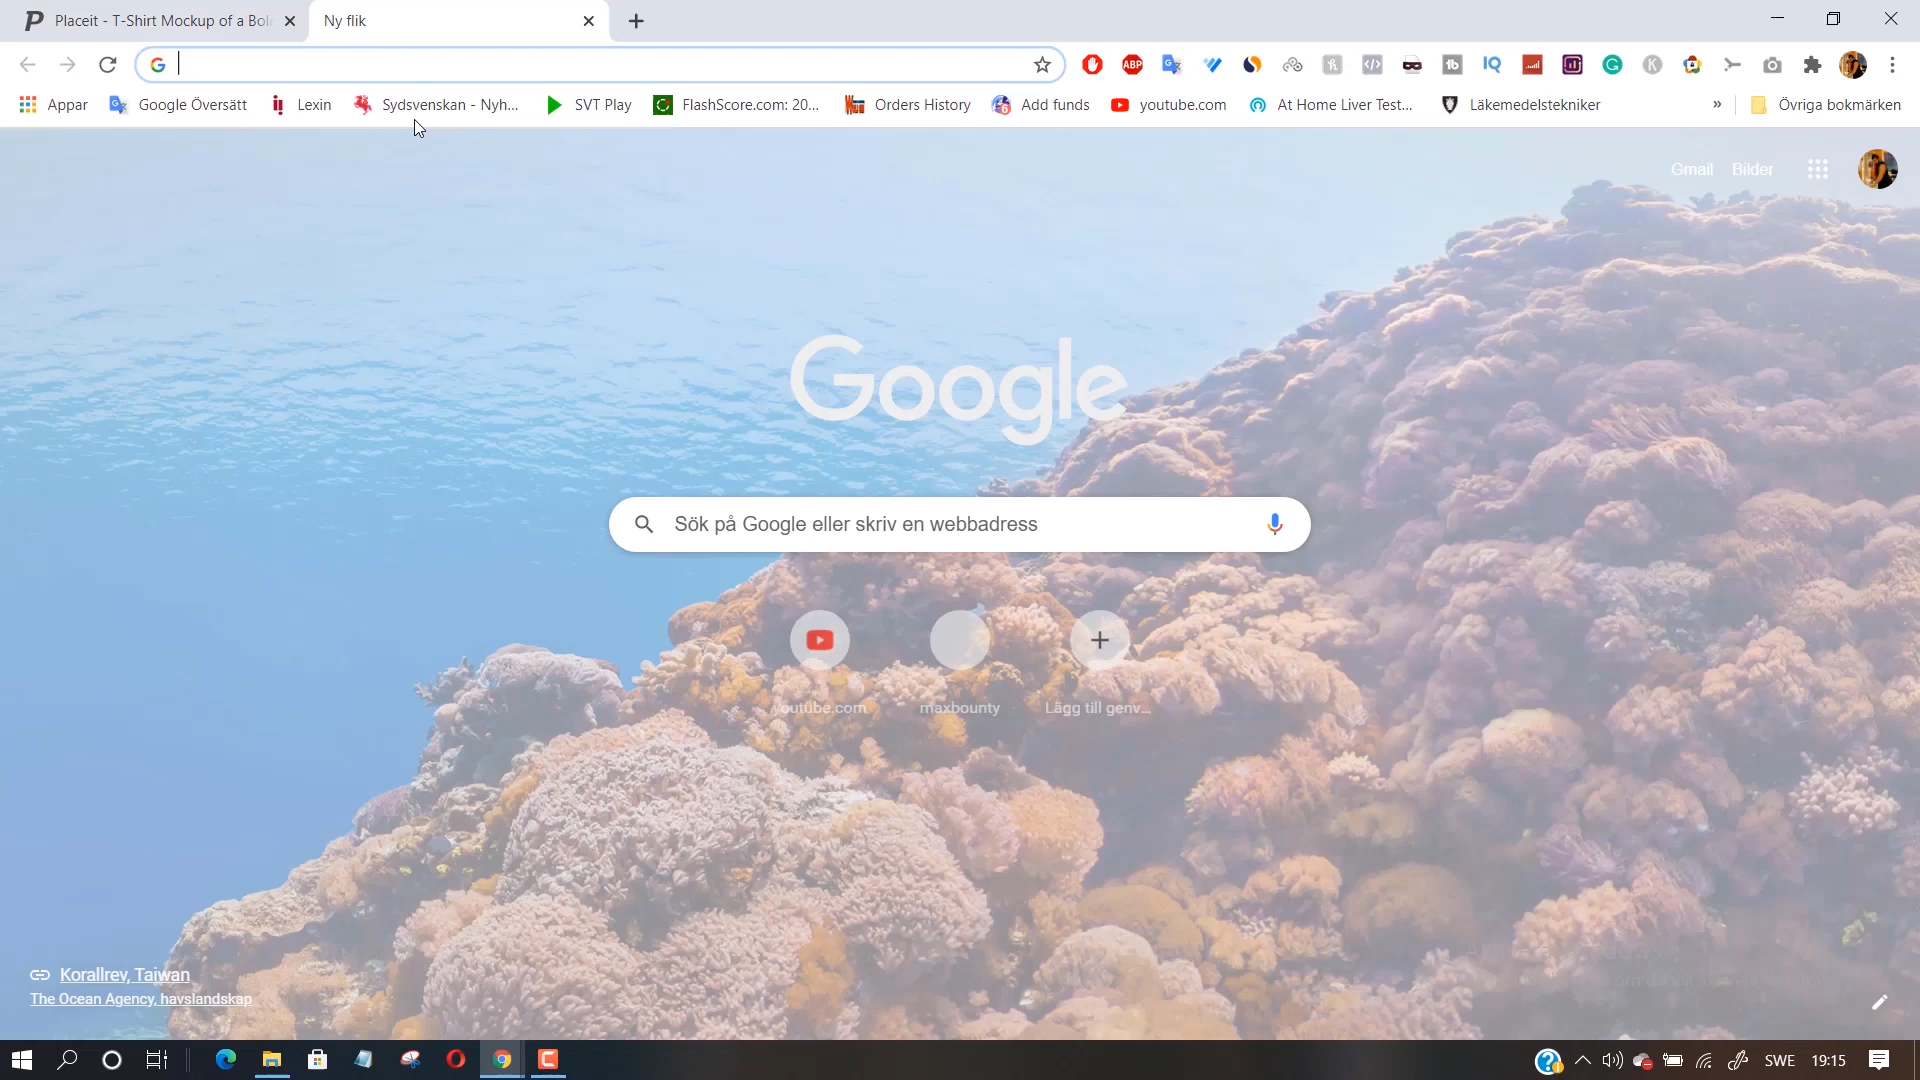 Placeit - T-Shirt Mockup of a Bol
Ny flik
ABP
Appar
Google Översätt
Lexin
Sydsvenskan - Nyh...
SVT Play
FlashScore.com: 20...
Orders History
Add funds
youtube.com
At Home Liver Test...
Läkemedelstekniker
»
Övriga bokmärken
Gmail
Bilder
Google
Sök på Google eller skriv en webbadress
youtube.com
maxbounty
Lägg till genv...
Korallrev, Taiwan
The Ocean Agency, havslandskap
SWE
19:15